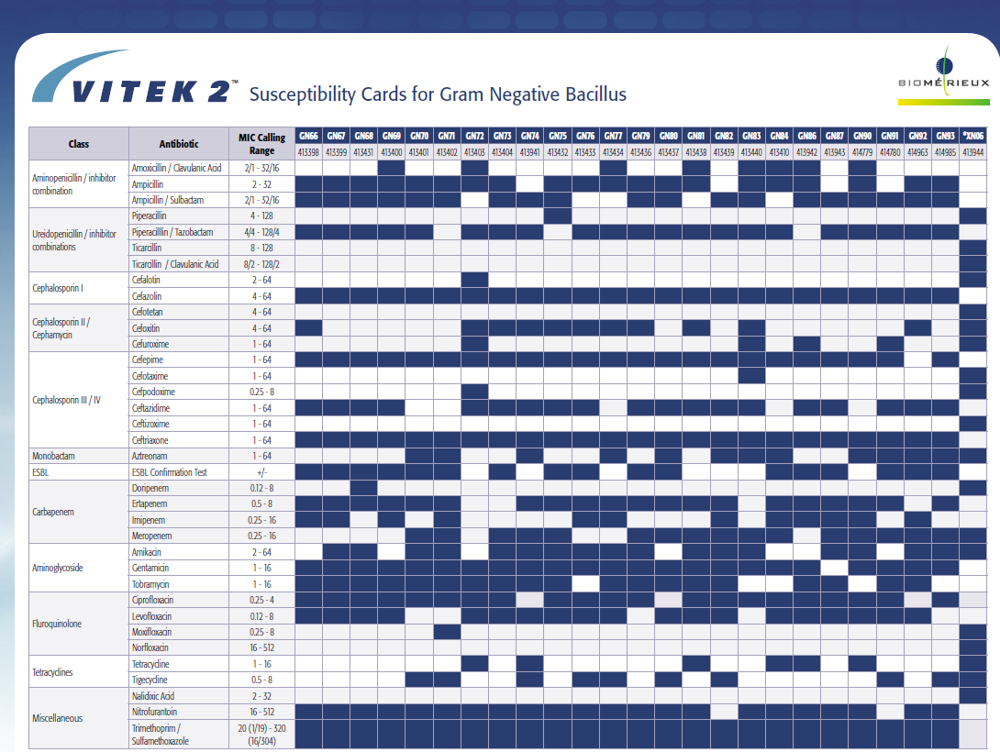 VITEK 2™ Susceptibility Cards for Gram Negative Bacillus
BIOMÉRIEUX
Class Antibiotic MIC Calling Range GN66 GN67 GN68 GN69 GN70 GN71 GN72 GN73 GN74 GN75 GN76 GN77 GN79 GN80 GN81 GN82 GN83 GN84 GN86 GN87 GN90 GN91 GN92 GN93 *XN06
413398 413399 413431 413400 413401 413402 413403 413404 413941 413432 413433 413434 413436 413437 413438 413439 413440 413410 413942 413943 414779 414780 414963 414985 413944
Aminopenicillin / inhibitor combination
Amoxicillin / Clavulanic Acid 2/1 - 32/16
Ampicillin 2 - 32
Ampicillin / Sulbactam 2/1 - 32/16
Ureidopenicillin / inhibitor combinations
Piperacillin 4 - 128
Piperacilllin / Tazobactam 4/4 - 128/4
Ticarcillin 8 - 128
Ticarcillin / Clavulanic Acid 8/2 - 128/2
Cephalosporin I
Cefalotin 2 - 64
Cefazolin 4 - 64
Cephalosporin II / Cephamycin
Cefotetan 4 - 64
Cefoxitin 4 - 64
Cefuroxime 1 - 64
Cephalosporin III / IV
Cefepime 1 - 64
Cefotaxime 1 - 64
Cefpodoxime 0.25 - 8
Ceftazidime 1 - 64
Ceftizoxime 1 - 64
Ceftriaxone 1 - 64
Monobactam Aztreonam 1 - 64
ESBL ESBL Confirmation Test +/-
Carbapenem
Doripenem 0.12 - 8
Ertapenem 0.5 - 8
Imipenem 0.25 - 16
Meropenem 0.25 - 16
Aminoglycoside
Amikacin 2 - 64
Gentamicin 1 - 16
Tobramycin 1 - 16
Fluroquinolone
Ciprofloxacin 0.25 - 4
Levofloxacin 0.12 - 8
Moxifloxacin 0.25 - 8
Norfloxacin 16 - 512
Tetracyclines
Tetracycline 1 - 16
Tigecycline 0.5 - 8
Miscellaneous
Nalidixic Acid 2 - 32
Nitrofurantoin 16 - 512
Trimethoprim / Sulfamethoxazole 20 (1/19) - 320 (16/304)